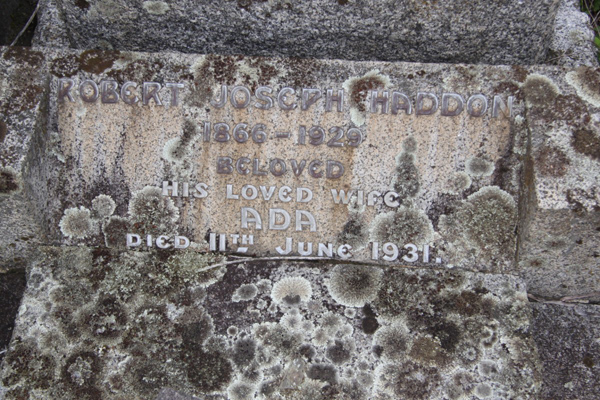 ROBERT JOSEPH HADDON
1866 - 1929
BELOVED
HIS LOVED WIFE
ADA
DIED 11TH JUNE 1931.